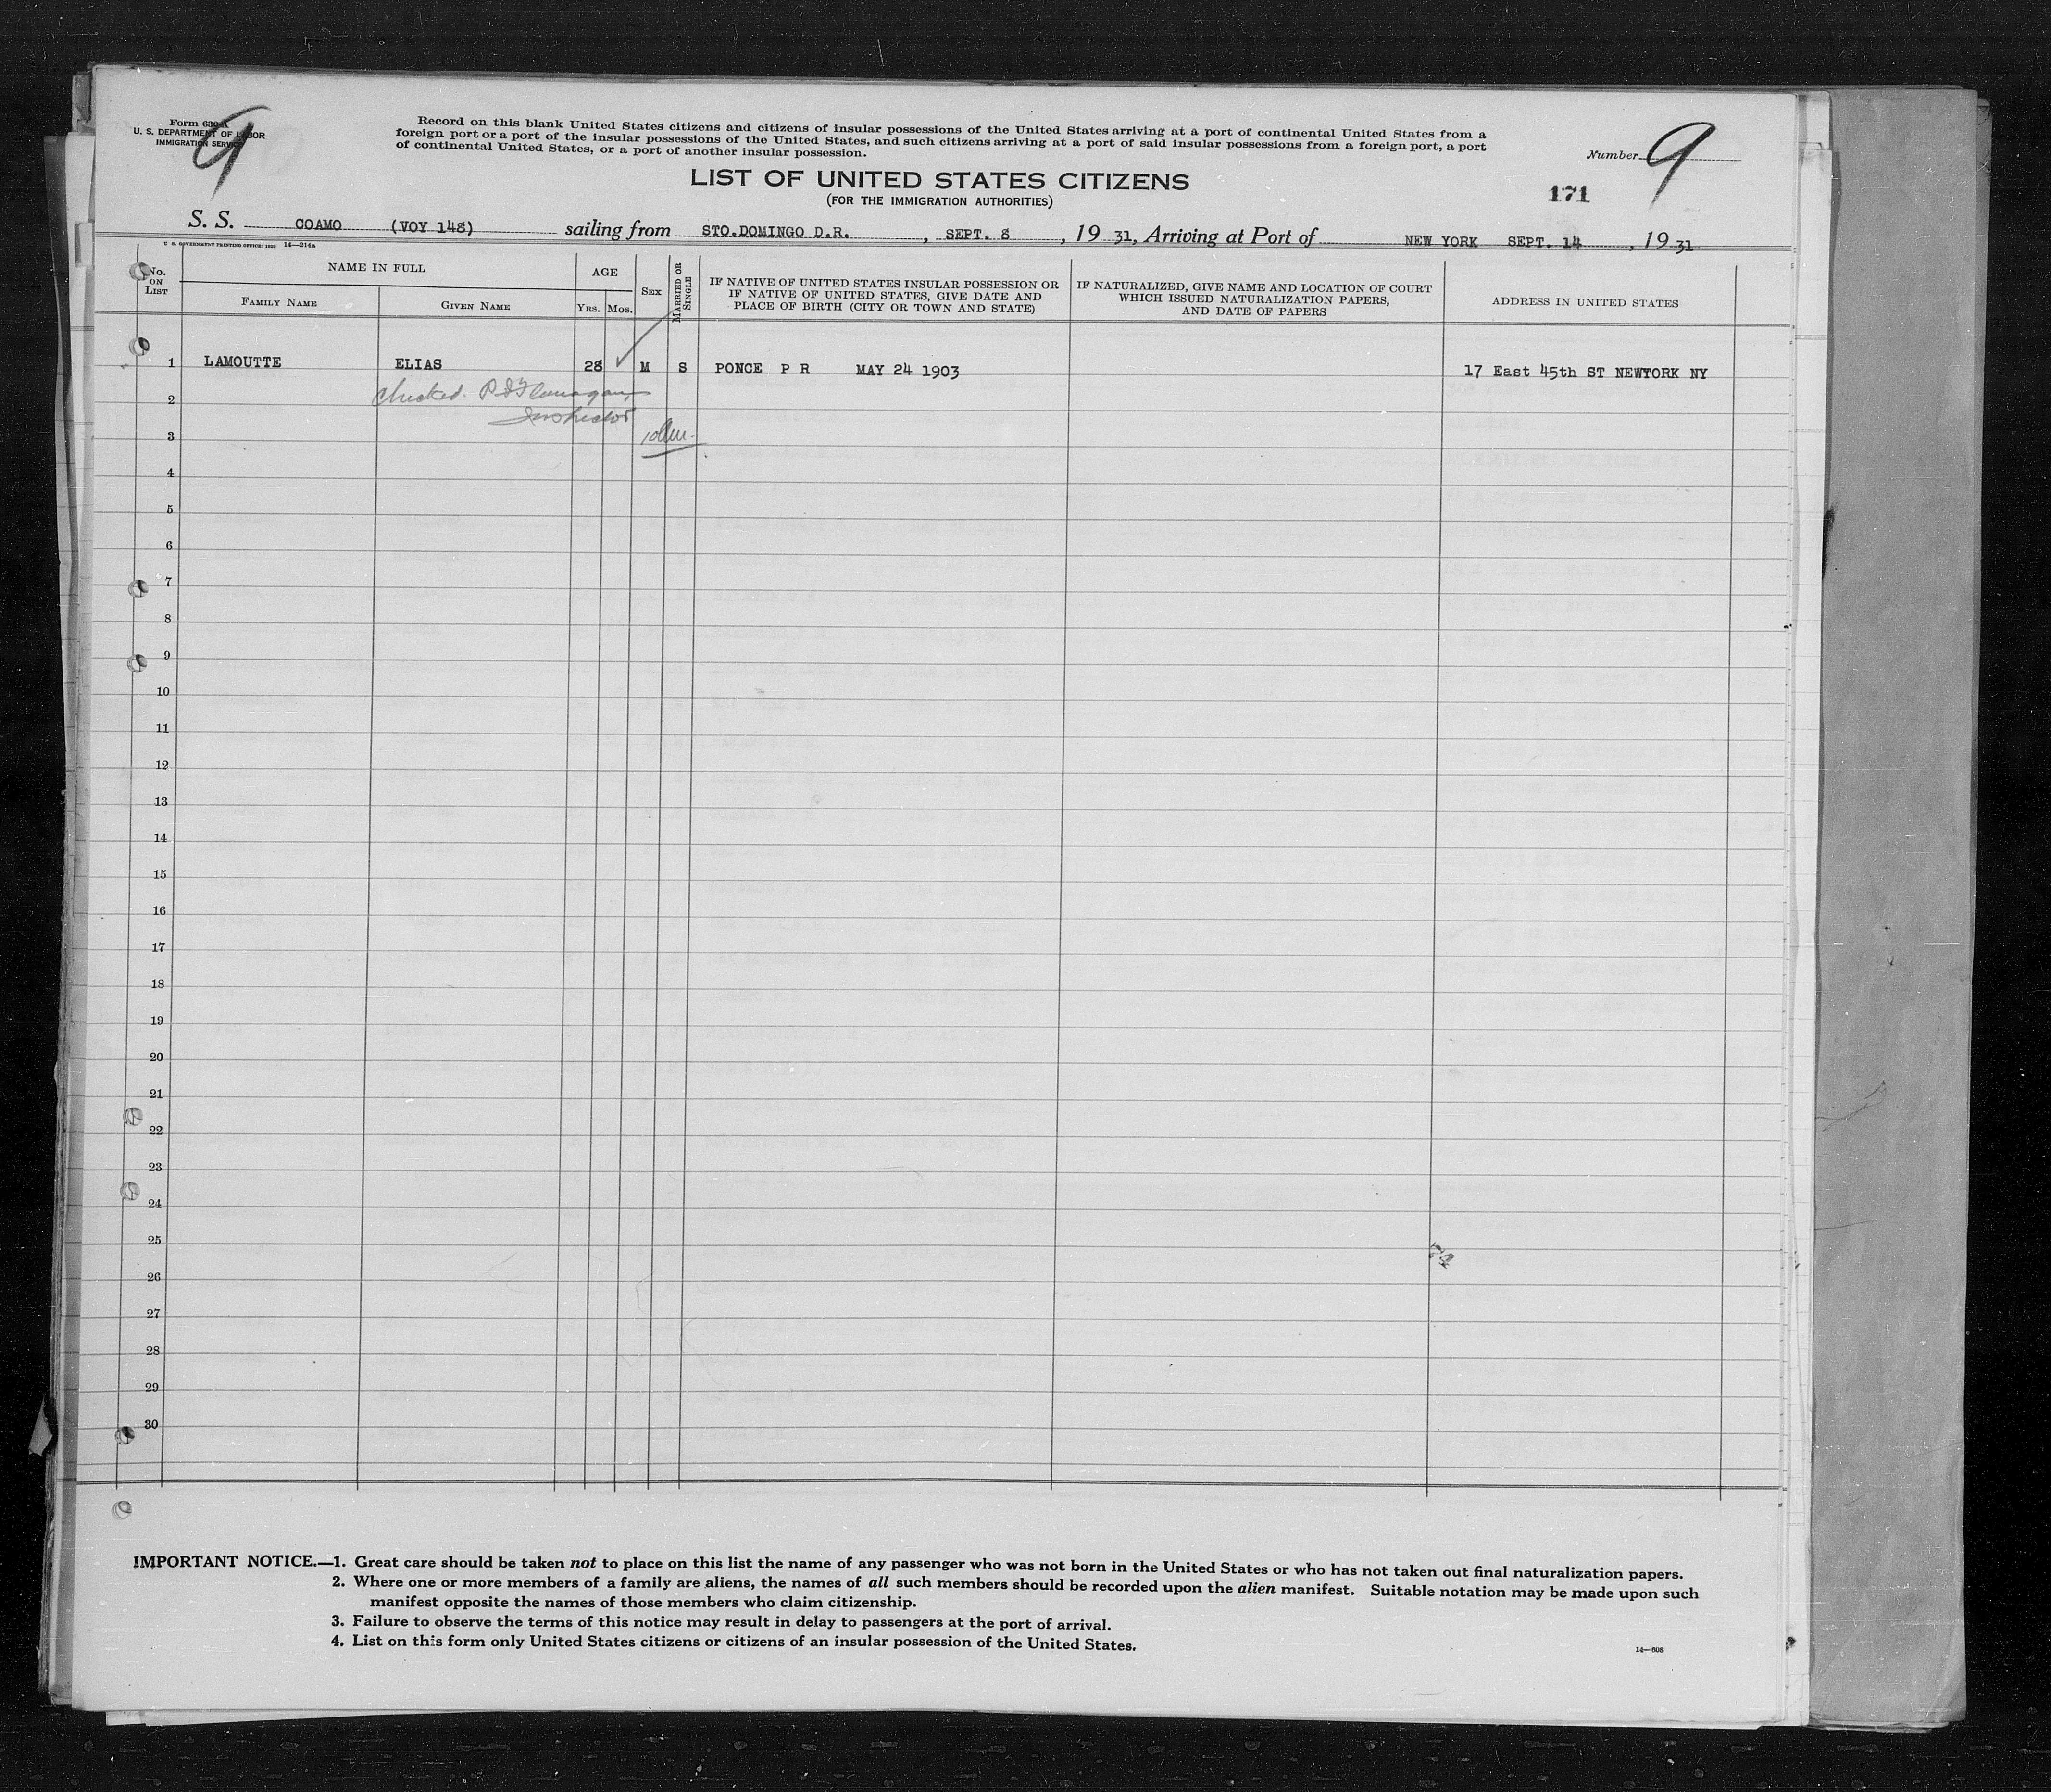 Form 630-A
U. S. DEPARTMENT OF LABOR
IMMIGRATION SERVICE
9
Record on this blank United States citizens and citizens of insular possessions of the United States arriving at a port of continental United States from a
foreign port or a port of the insular possessions of the United States, and such citizens arriving at a port of said insular possessions from a foreign port, a port
of continental United States, or a port of another insular possession.
Number 9
LIST OF UNITED STATES CITIZENS
(FOR THE IMMIGRATION AUTHORITIES)
171
S. S. COAMO (VOY 148) sailing from STO.DOMINGO D.R., SEPT. 8, 19 31, Arriving at Port of NEW YORK SEPT. 14, 19 31
U. S. GOVERNMENT PRINTING OFFICE: 1928 14—214a
No. ON LIST
NAME IN FULL
FAMILY NAME
GIVEN NAME
AGE
YRS. MOS.
SEX
MARRIED OR SINGLE
IF NATIVE OF UNITED STATES INSULAR POSSESSION OR
IF NATIVE OF UNITED STATES, GIVE DATE AND
PLACE OF BIRTH (CITY OR TOWN AND STATE)
IF NATURALIZED, GIVE NAME AND LOCATION OF COURT
WHICH ISSUED NATURALIZATION PAPERS,
AND DATE OF PAPERS
ADDRESS IN UNITED STATES
1 LAMOUTTE ELIAS 28 M S PONCE P R MAY 24 1903 17 East 45th ST NEWYORK NY
Checked.
2
Inspector
3
4
5
6
7
8
9
10
11
12
13
14
15
16
17
18
19
20
21
22
23
24
25
26
27
28
29
30
IMPORTANT NOTICE.—1. Great care should be taken not to place on this list the name of any passenger who was not born in the United States or who has not taken out final naturalization papers.
2. Where one or more members of a family are aliens, the names of all such members should be recorded upon the alien manifest. Suitable notation may be made upon such
manifest opposite the names of those members who claim citizenship.
3. Failure to observe the terms of this notice may result in delay to passengers at the port of arrival.
4. List on this form only United States citizens or citizens of an insular possession of the United States.
14—608